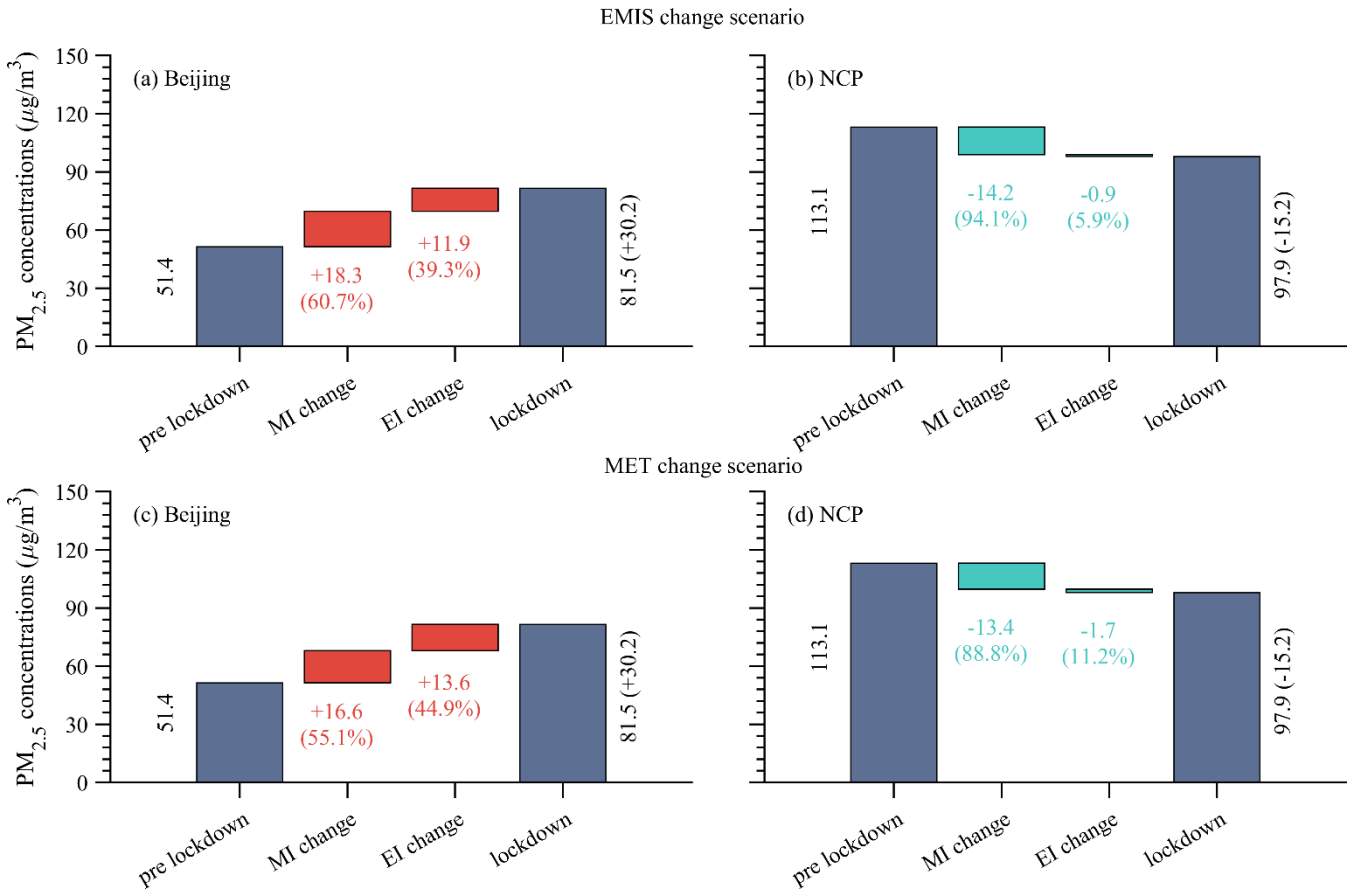 EMIS change scenario
PM2.5 concentrations (μg/m3)
150
120
90
60
30
0
(a) Beijing
51.4
+18.3
(60.7%)
+11.9
(39.3%)
81.5 (+30.2)
pre lockdown
MI change
EI change
lockdown
(b) NCP
113.1
-14.2
(94.1%)
-0.9
(5.9%)
97.9 (-15.2)
pre lockdown
MI change
EI change
lockdown
MET change scenario
PM2.5 concentrations (μg/m3)
150
120
90
60
30
0
(c) Beijing
51.4
+16.6
(55.1%)
+13.6
(44.9%)
81.5 (+30.2)
pre lockdown
MI change
EI change
lockdown
(d) NCP
113.1
-13.4
(88.8%)
-1.7
(11.2%)
97.9 (-15.2)
pre lockdown
MI change
EI change
lockdown